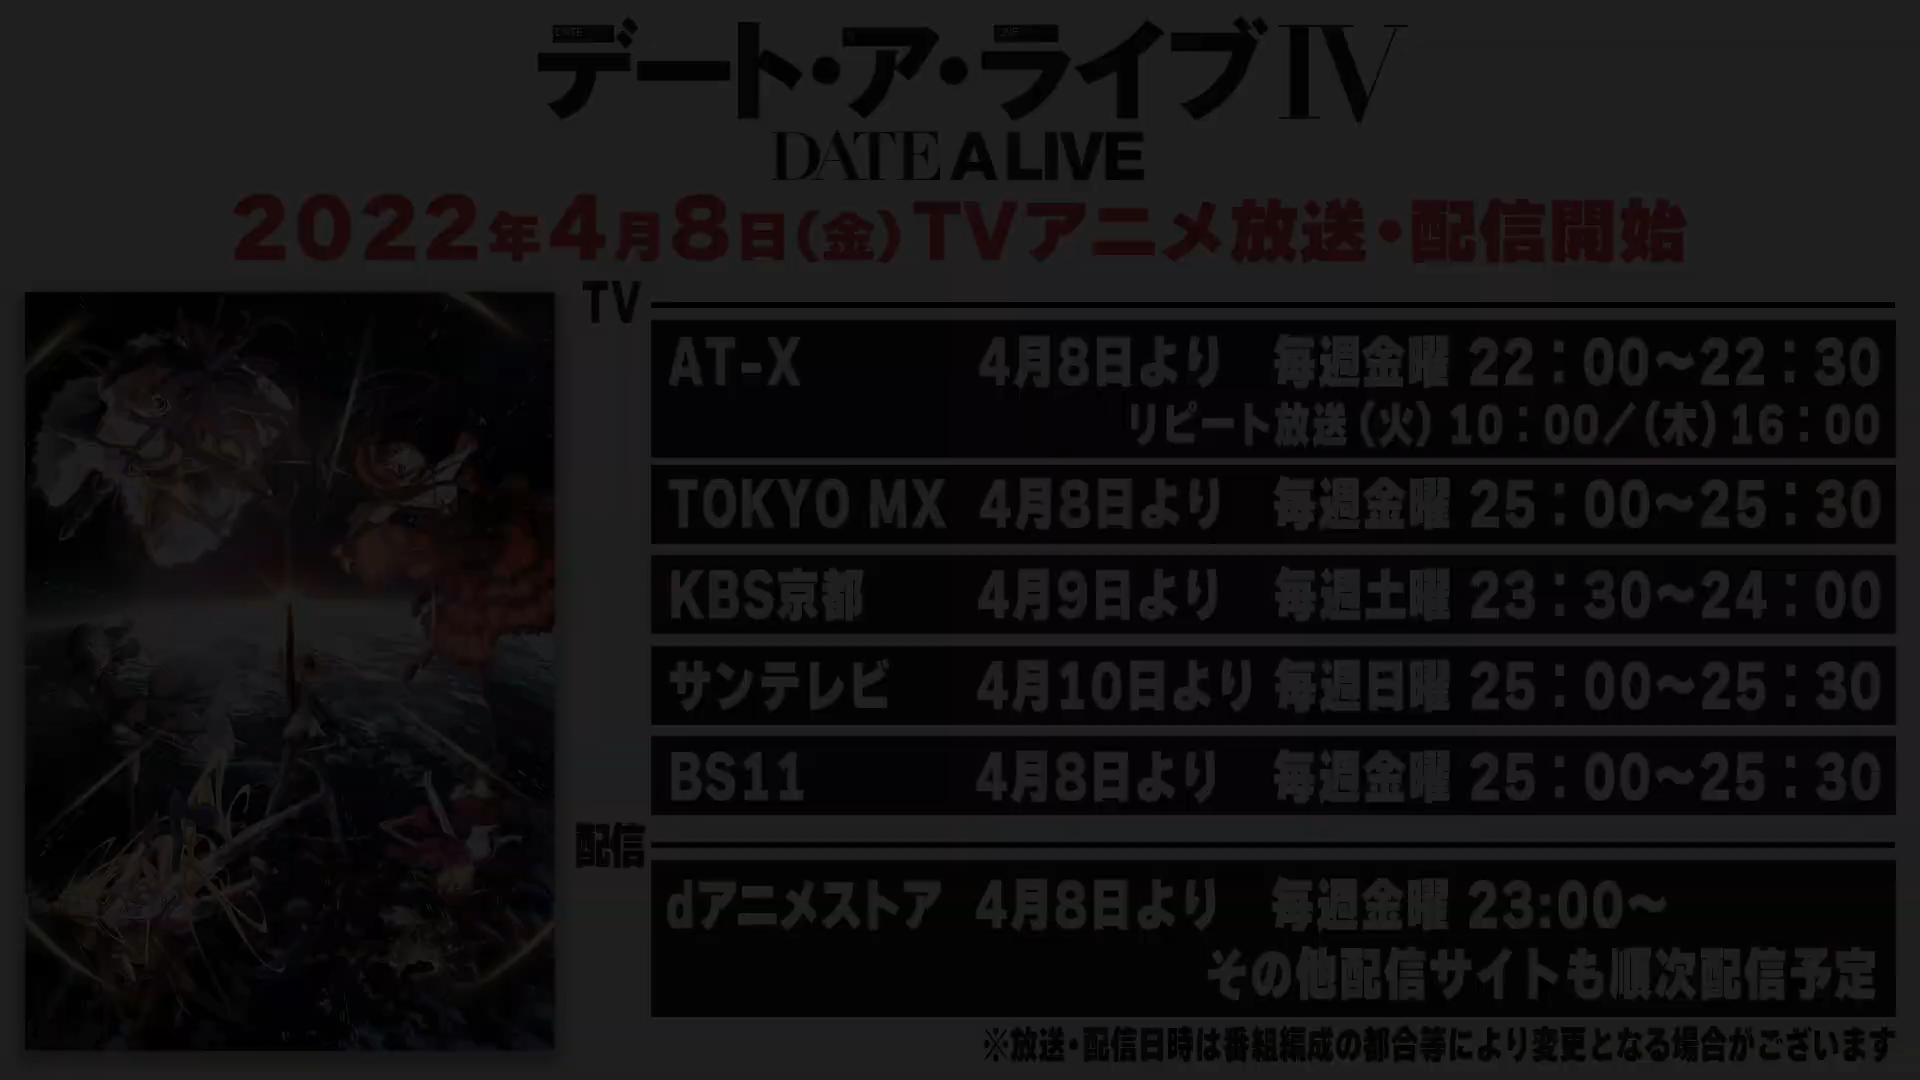 デート・ア・ライブIV
DATE A LIVE
2022年4月8日(金)TVアニメ放送・配信開始
TV
AT-X 4月8日より 毎週金曜 22:00～22:30
リピート放送(火)10:00/(木)16:00
TOKYO MX 4月8日より 毎週金曜 25:00～25:30
KBS京都 4月9日より 毎週土曜 23:30～24:00
サンテレビ 4月10日より 毎週日曜 25:00～25:30
BS11 4月8日より 毎週金曜 25:00～25:30
配信
dアニメストア 4月8日より 毎週金曜 23:00～
その他配信サイトも順次配信予定
※放送・配信日時は番組編成の都合等により変更となる場合がございます